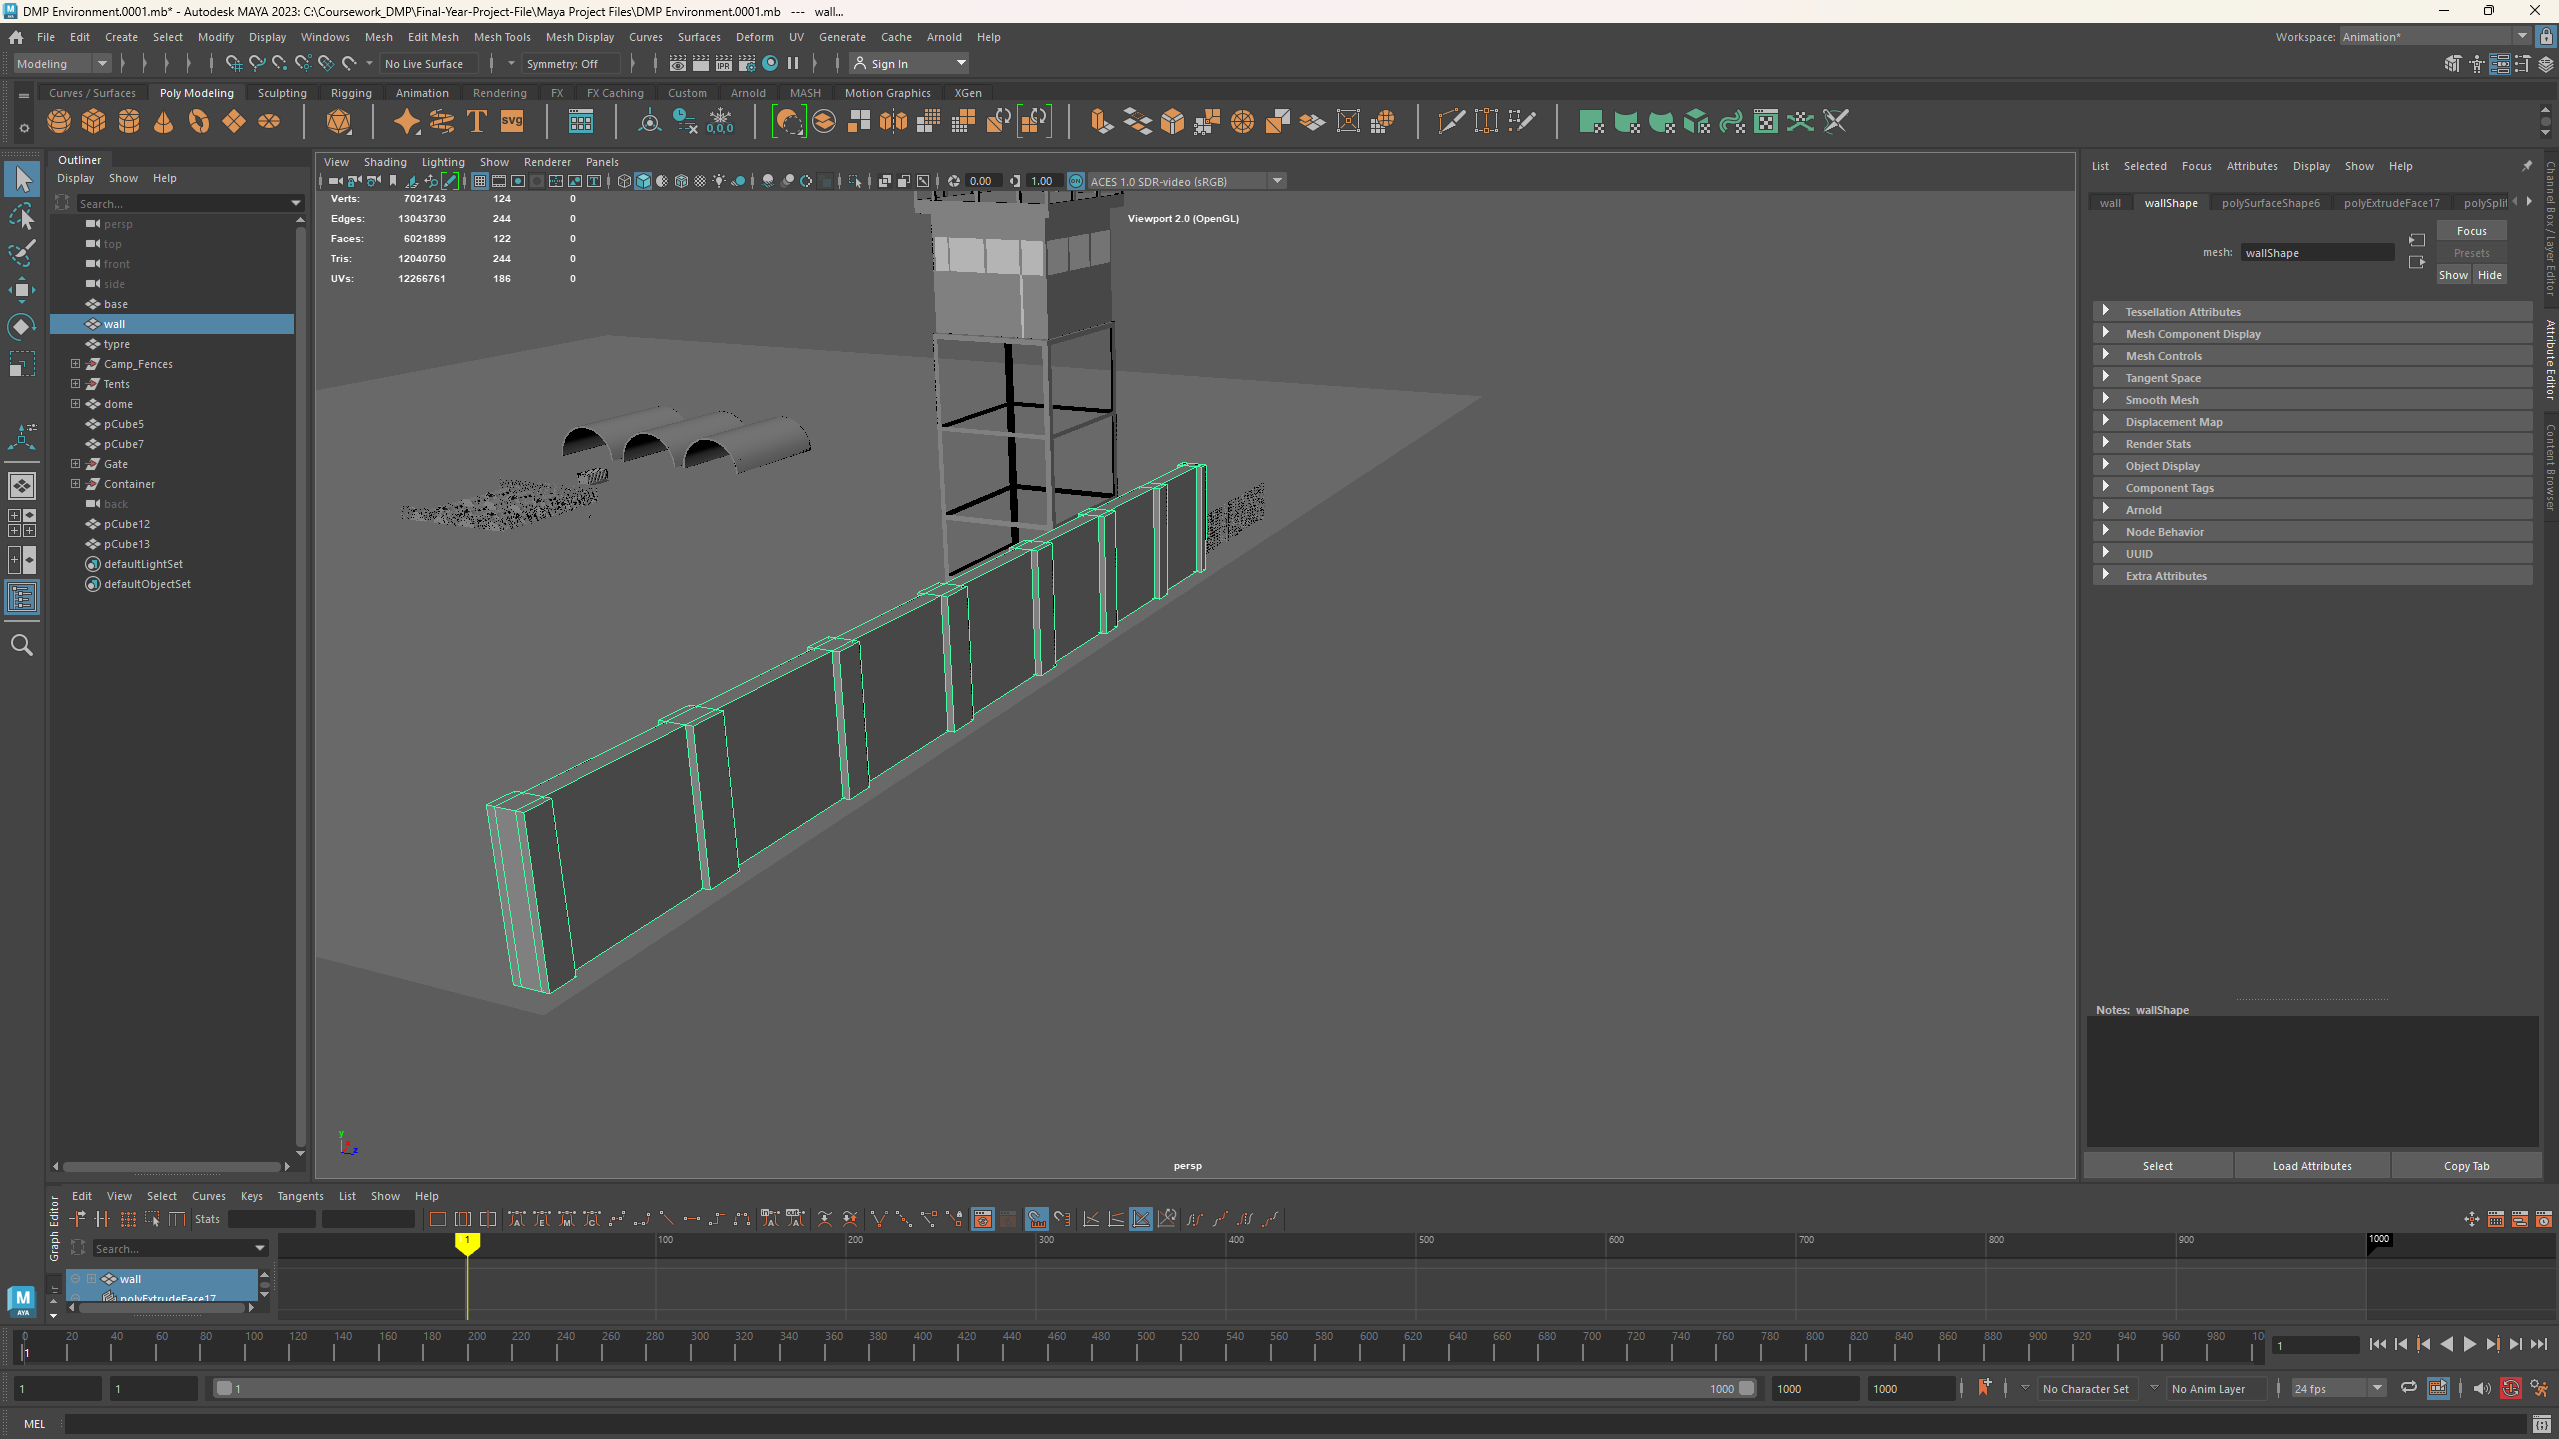 DMP Environment.0001.mb* - Autodesk MAYA 2023: C:\Coursework_DMP\Final-Year-Project-File\Maya Project Files\DMP Environment.0001.mb --- wall...
File Edit Create Select Modify Display Windows Mesh Edit Mesh Mesh Tools Mesh Display Curves Surfaces Deform UV Generate Cache Arnold Help
Workspace: Animation*
Modeling No Live Surface Symmetry: Off Sign In
Curves / Surfaces Poly Modeling Sculpting Rigging Animation Rendering FX FX Caching Custom Arnold MASH Motion Graphics XGen
Outliner
Display Show Help
Search...
persp
top
front
side
base
wall
typre
Camp_Fences
Tents
dome
pCube5
pCube7
Gate
Container
back
pCube12
pCube13
defaultLightSet
defaultObjectSet
View Shading Lighting Show Renderer Panels
0.00 1.00 ACES 1.0 SDR-video (sRGB)
Verts: 7021743 124 0
Edges: 13043730 244 0
Faces: 6021899 122 0
Tris: 12040750 244 0
UVs: 12266761 186 0
Viewport 2.0 (OpenGL)
persp
List Selected Focus Attributes Display Show Help
wall wallShape polySurfaceShape6 polyExtrudeFace17 polySplit
mesh: wallShape
Focus
Presets
Show Hide
Tessellation Attributes
Mesh Component Display
Mesh Controls
Tangent Space
Smooth Mesh
Displacement Map
Render Stats
Object Display
Component Tags
Arnold
Node Behavior
UUID
Extra Attributes
Notes: wallShape
Select Load Attributes Copy Tab
Channel Box / Layer Editor
Attribute Editor
Content Browser
Graph Editor
Edit View Select Curves Keys Tangents List Show Help
Stats
Search...
wall
polyExtrudeFace17
1 100 200 300 400 500 600 700 800 900 1000
0 20 40 60 80 100 120 140 160 180 200 220 240 260 280 300 320 340 360 380 400 420 440 460 480 500 520 540 560 580 600 620 640 660 680 700 720 740 760 780 800 820 840 860 880 900 920 940 960 980 10
1
1
1 1 1 1000 1000 1000 No Character Set No Anim Layer 24 fps
MEL